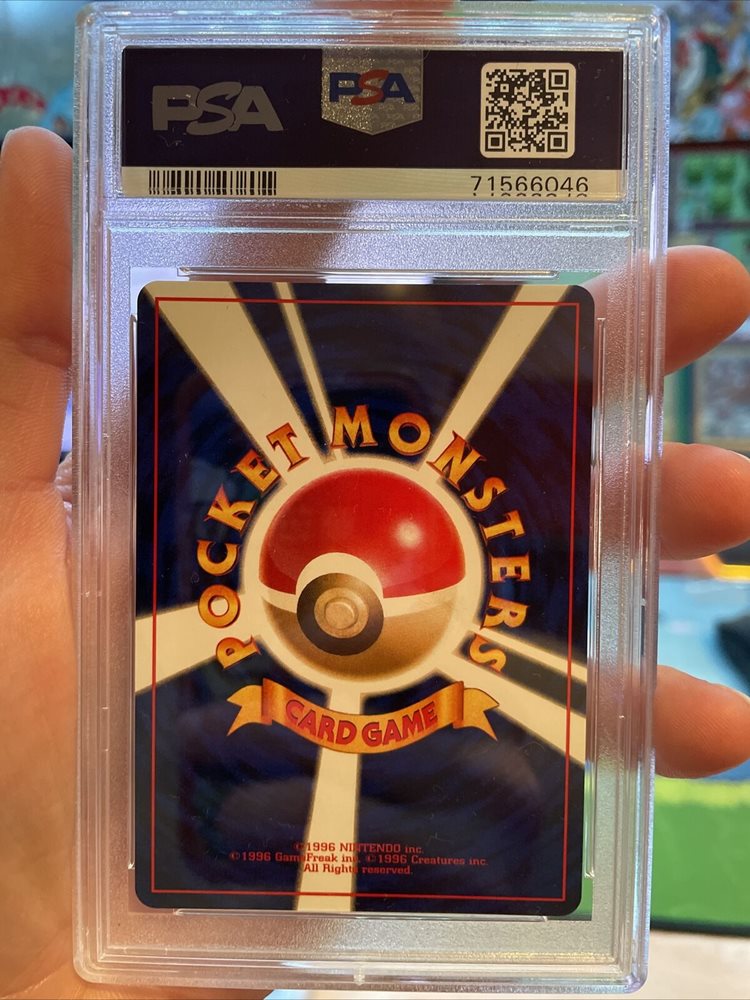 PSA
PSA
71566046
POCKET MONSTERS
CARD GAME
©1996 NINTENDO inc.
©1996 GameFreak inc. ©1996 Creatures inc.
All Rights reserved.